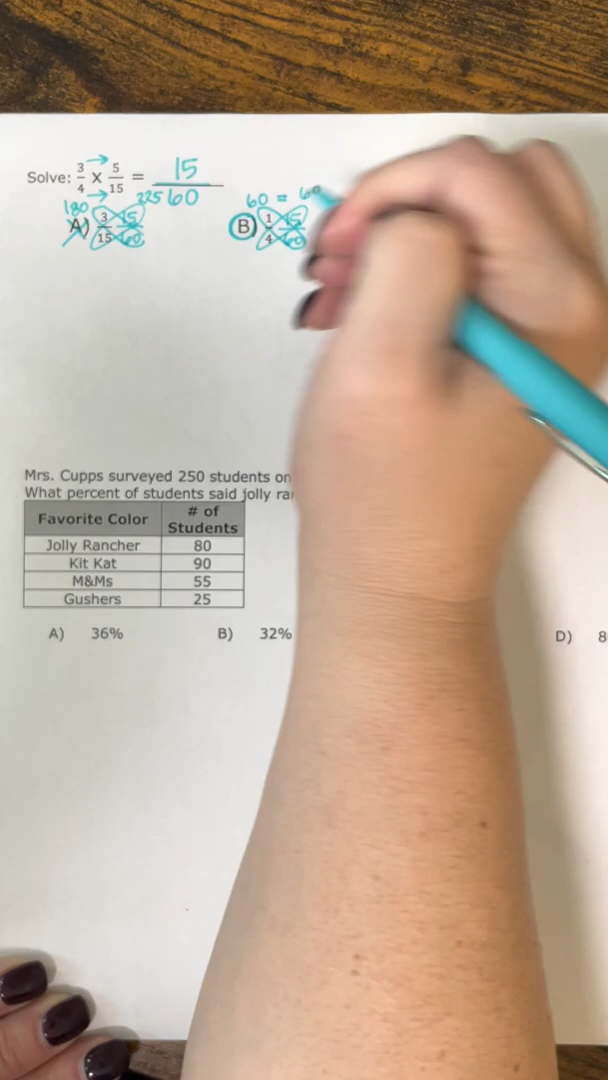 Solve: 3/4 x 5/15 = 15/60
180 225 60 = 60
A) 3/15 15/60 B) 1/4 15/60
Mrs. Cupps surveyed 250 students on
What percent of students said jolly
Favorite Color # of Students
Jolly Rancher 80
Kit Kat 90
M&Ms 55
Gushers 25
A) 36% B) 32% D) 8